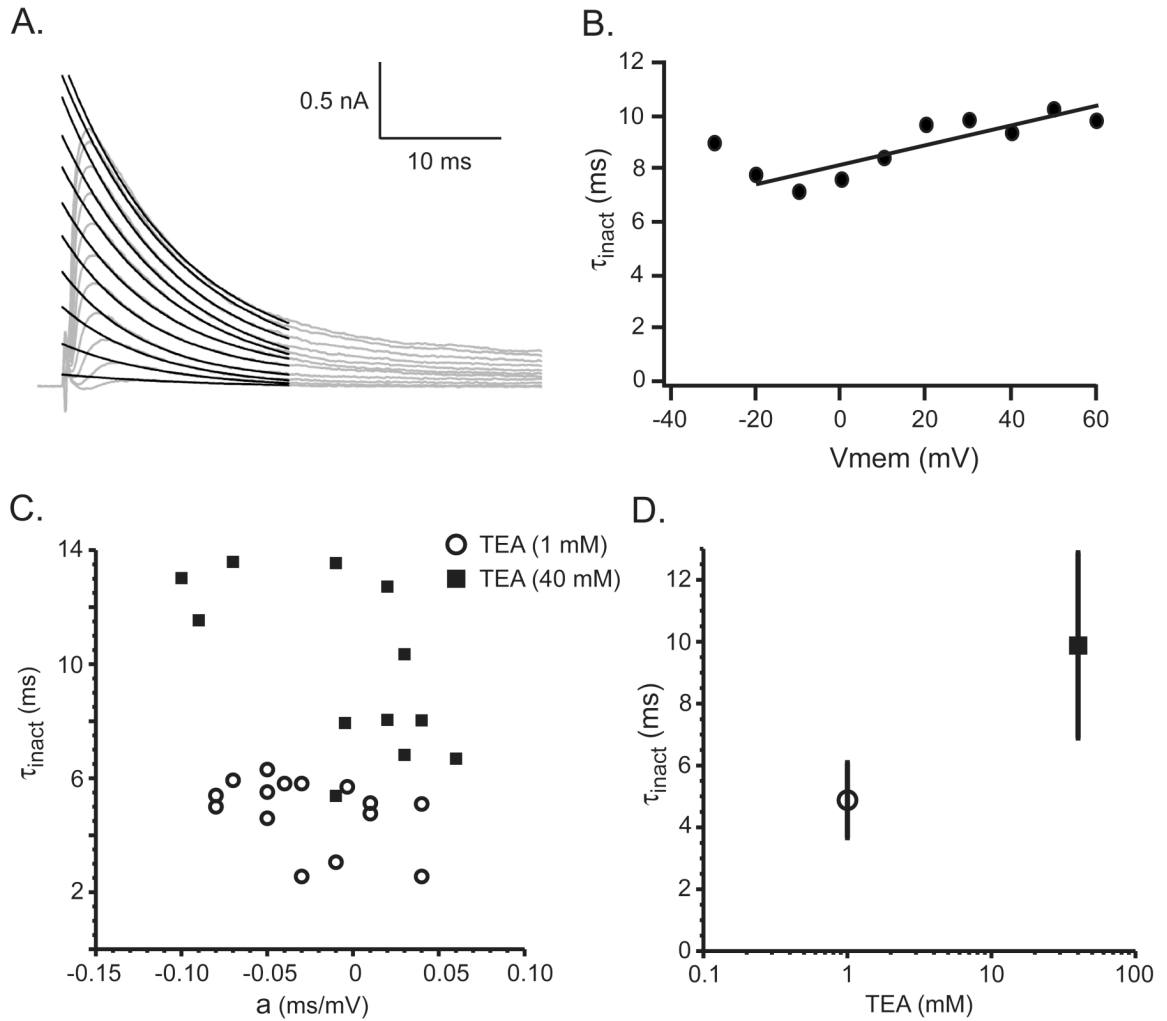 A.
0.5 nA
10 ms
B.
12
10
8
6
4
2
0
τinact (ms)
-40 -20 0 20 40 60
Vmem (mV)
C.
TEA (1 mM)
TEA (40 mM)
14
10
6
2
τinact (ms)
-0.15 -0.10 -0.05 0 0.05 0.10
a (ms/mV)
D.
12
10
8
6
4
2
0
τinact (ms)
0.1 1 10 100
TEA (mM)